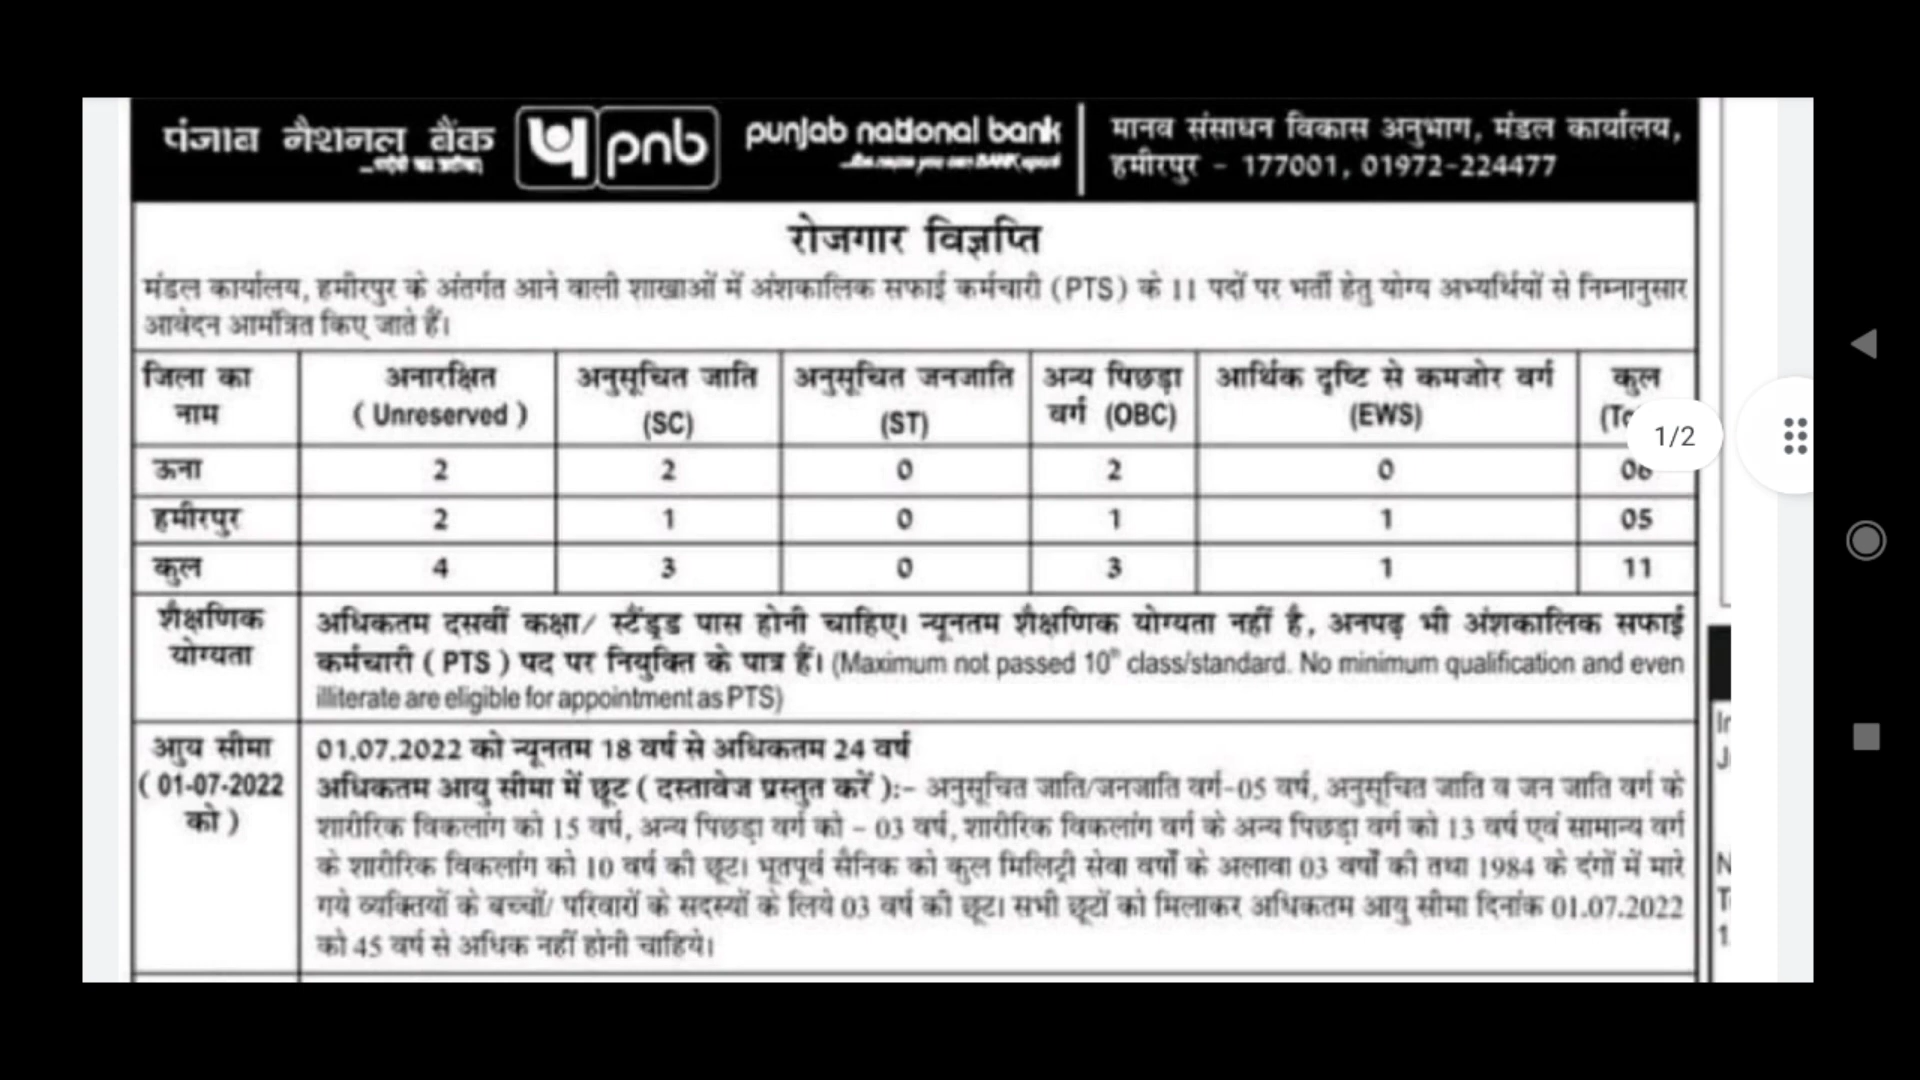 पंजाब नैशनल बैंक
pnb
punjab national bank
मानव संसाधन विकास अनुभाग, मंडल कार्यालय,
हमीरपुर - 177001, 01972-224477
रोजगार विज्ञप्ति
मंडल कार्यालय, हमीरपुर के अंतर्गत आने वाली शाखाओं में अंशकालिक सफाई कर्मचारी (PTS) के 11 पदों पर भर्ती हेतु योग्य अभ्यर्थियों से निम्नानुसार
आवेदन आमंत्रित किए जाते हैं।
जिला का नाम अनारक्षित (Unreserved) अनुसूचित जाति (SC) अनुसूचित जनजाति (ST) अन्य पिछड़ा वर्ग (OBC) आर्थिक दृष्टि से कमजोर वर्ग (EWS) कुल
1/2
ऊना 2 2 0 2 0 06
हमीरपुर 2 1 0 1 1 05
कुल 4 3 0 3 1 11
शैक्षणिक योग्यता
अधिकतम दसवीं कक्षा/ स्टैंड्रड पास होनी चाहिए। न्यूनतम शैक्षणिक योग्यता नहीं है, अनपढ़ भी अंशकालिक सफाई
कर्मचारी (PTS) पद पर नियुक्ति के पात्र हैं। (Maximum not passed 10th class/standard. No minimum qualification and even
illiterate are eligible for appointment as PTS)
आयु सीमा
(01-07-2022
को)
01.07.2022 को न्यूनतम 18 वर्ष से अधिकतम 24 वर्ष
अधिकतम आयु सीमा में छूट (दस्तावेज प्रस्तुत करें):- अनुसूचित जाति/जनजाति वर्ग-05 वर्ष, अनुसूचित जाति व जन जाति वर्ग के
शारीरिक विकलांग को 15 वर्ष, अन्य पिछड़ा वर्ग को - 03 वर्ष, शारीरिक विकलांग वर्ग के अन्य पिछड़ा वर्ग को 13 वर्ष एवं सामान्य वर्ग
के शारीरिक विकलांग को 10 वर्ष की छूट। भूतपूर्व सैनिक को कुल मिलिट्री सेवा वर्षों के अलावा 03 वर्षों की तथा 1984 के दंगों में मारे
गये व्यक्तियों के बच्चों/ परिवारों के सदस्यों के लिये 03 वर्ष की छूट। सभी छूटों को मिलाकर अधिकतम आयु सीमा दिनांक 01.07.2022
को 45 वर्ष से अधिक नहीं होनी चाहिये।